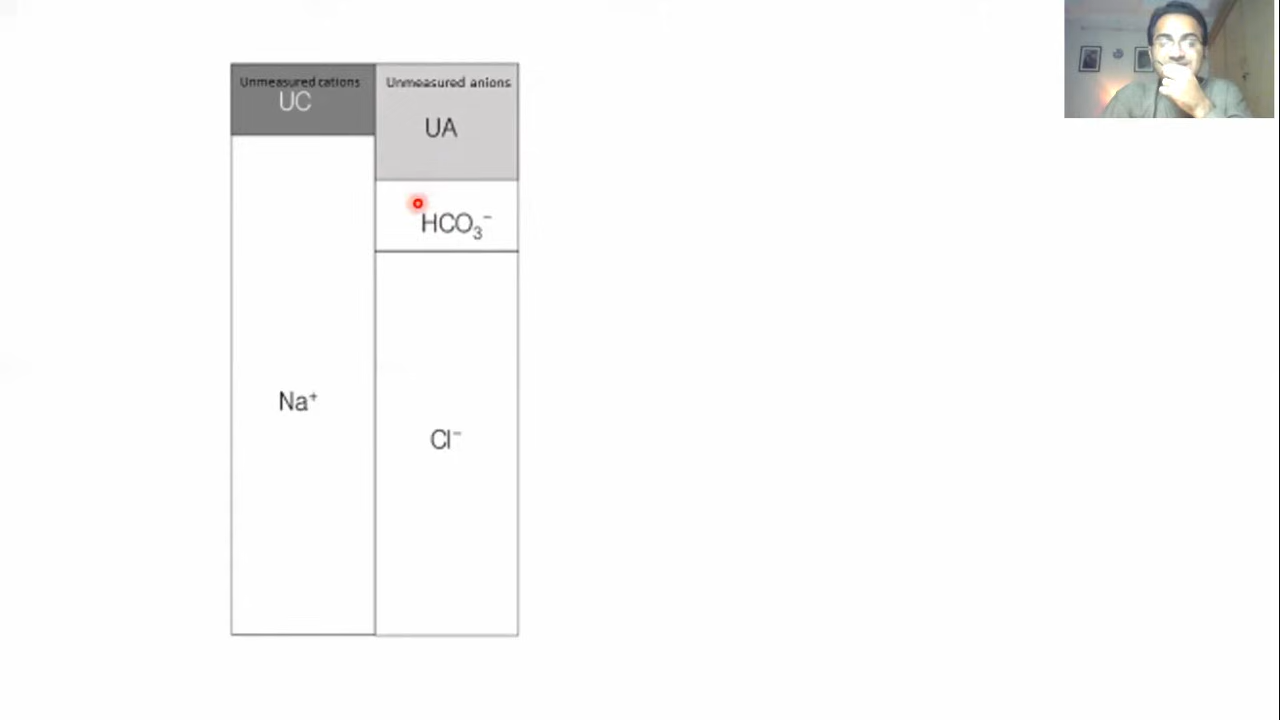 Unmeasured cations
UC
Unmeasured anions
UA
HCO₃⁻
Na⁺
Cl⁻